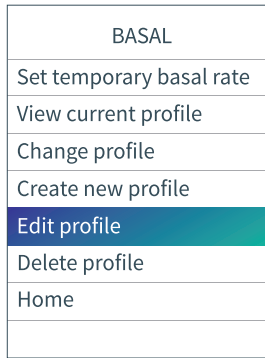 BASAL
Set temporary basal rate
View current profile
Change profile
Create new profile
Edit profile
Delete profile
Home